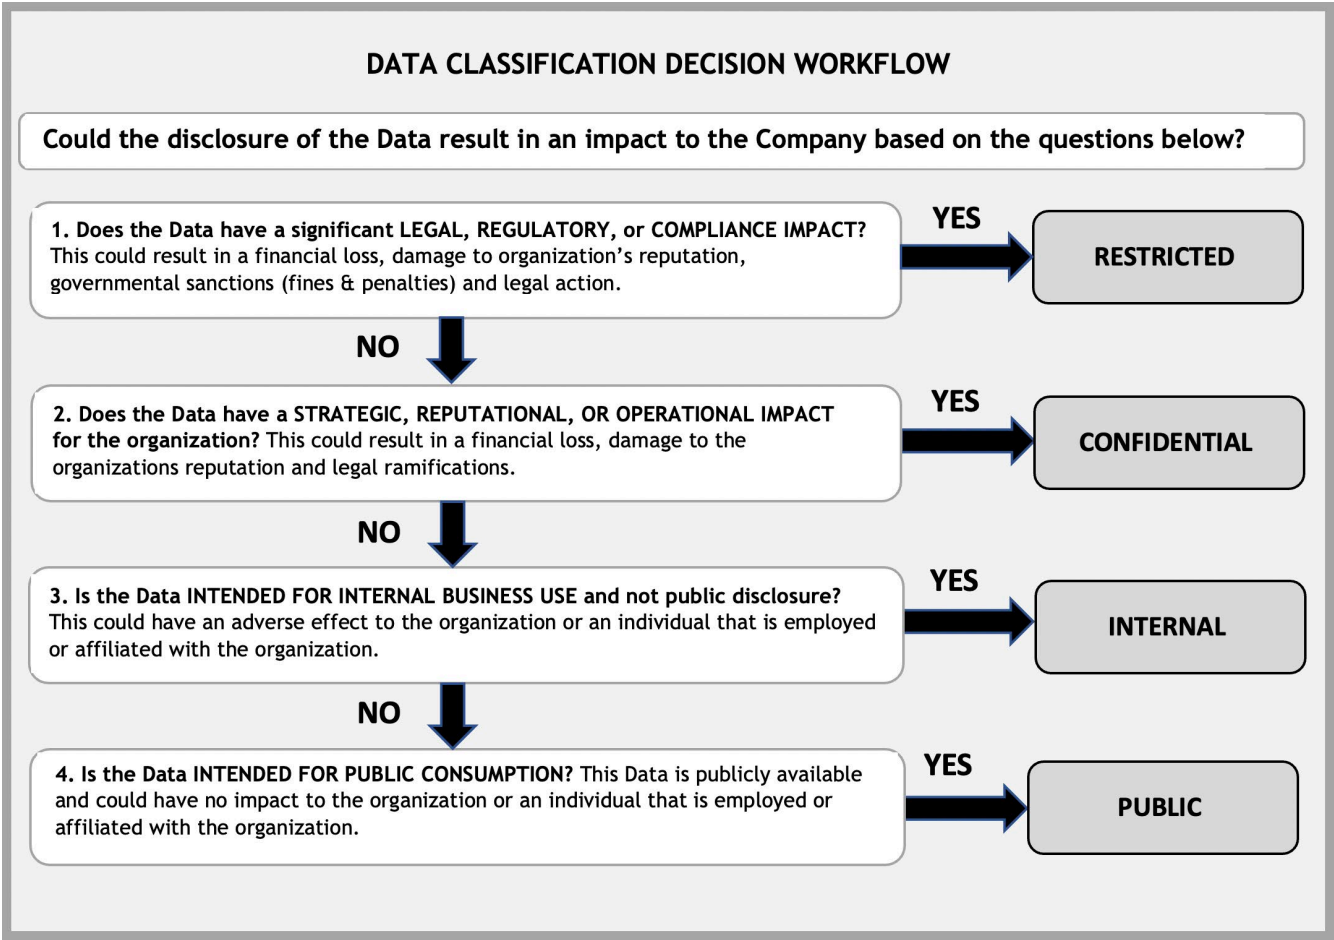 DATA CLASSIFICATION DECISION WORKFLOW
Could the disclosure of the Data result in an impact to the Company based on the questions below?
1. Does the Data have a significant LEGAL, REGULATORY, or COMPLIANCE IMPACT?
This could result in a financial loss, damage to organization's reputation,
governmental sanctions (fines & penalties) and legal action.
YES
RESTRICTED
NO
2. Does the Data have a STRATEGIC, REPUTATIONAL, OR OPERATIONAL IMPACT
for the organization? This could result in a financial loss, damage to the
organizations reputation and legal ramifications.
YES
CONFIDENTIAL
NO
3. Is the Data INTENDED FOR INTERNAL BUSINESS USE and not public disclosure?
This could have an adverse effect to the organization or an individual that is employed
or affiliated with the organization.
YES
INTERNAL
NO
4. Is the Data INTENDED FOR PUBLIC CONSUMPTION? This Data is publicly available
and could have no impact to the organization or an individual that is employed or
affiliated with the organization.
YES
PUBLIC